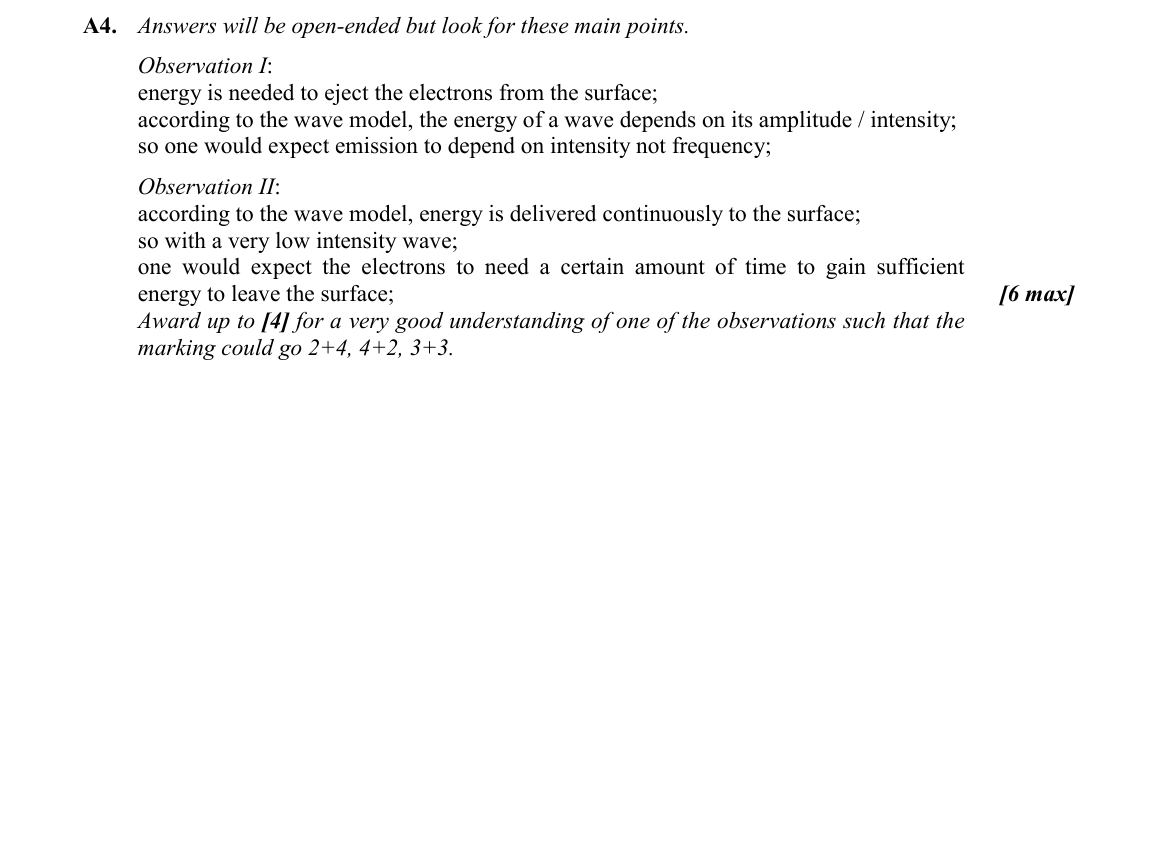 A4. Answers will be open-ended but look for these main points.
Observation I:
energy is needed to eject the electrons from the surface;
according to the wave model, the energy of a wave depends on its amplitude / intensity;
so one would expect emission to depend on intensity not frequency;
Observation II:
according to the wave model, energy is delivered continuously to the surface;
so with a very low intensity wave;
one would expect the electrons to need a certain amount of time to gain sufficient
energy to leave the surface; [6 max]
Award up to [4] for a very good understanding of one of the observations such that the
marking could go 2+4, 4+2, 3+3.